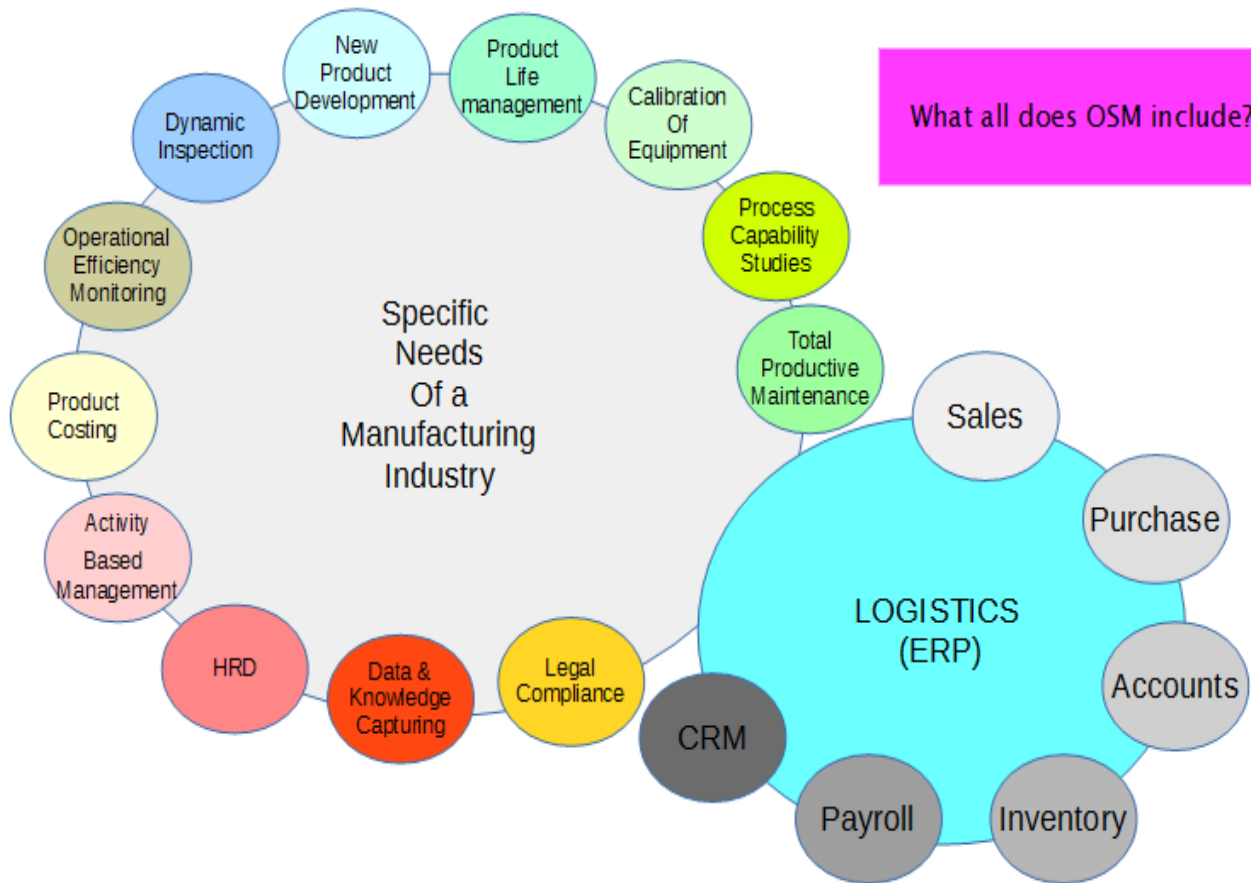 What all does OSM include?
New
Product
Development
Product
Life
management
Calibration
Of
Equipment
Dynamic
Inspection
Process
Capability
Studies
Operational
Efficiency
Monitoring
Specific
Needs
Of a
Manufacturing
Industry
Total
Productive
Maintenance
Product
Costing
Sales
Purchase
Activity
Based
Management
LOGISTICS
(ERP)
HRD
Data &
Knowledge
Capturing
Legal
Compliance
Accounts
CRM
Payroll
Inventory